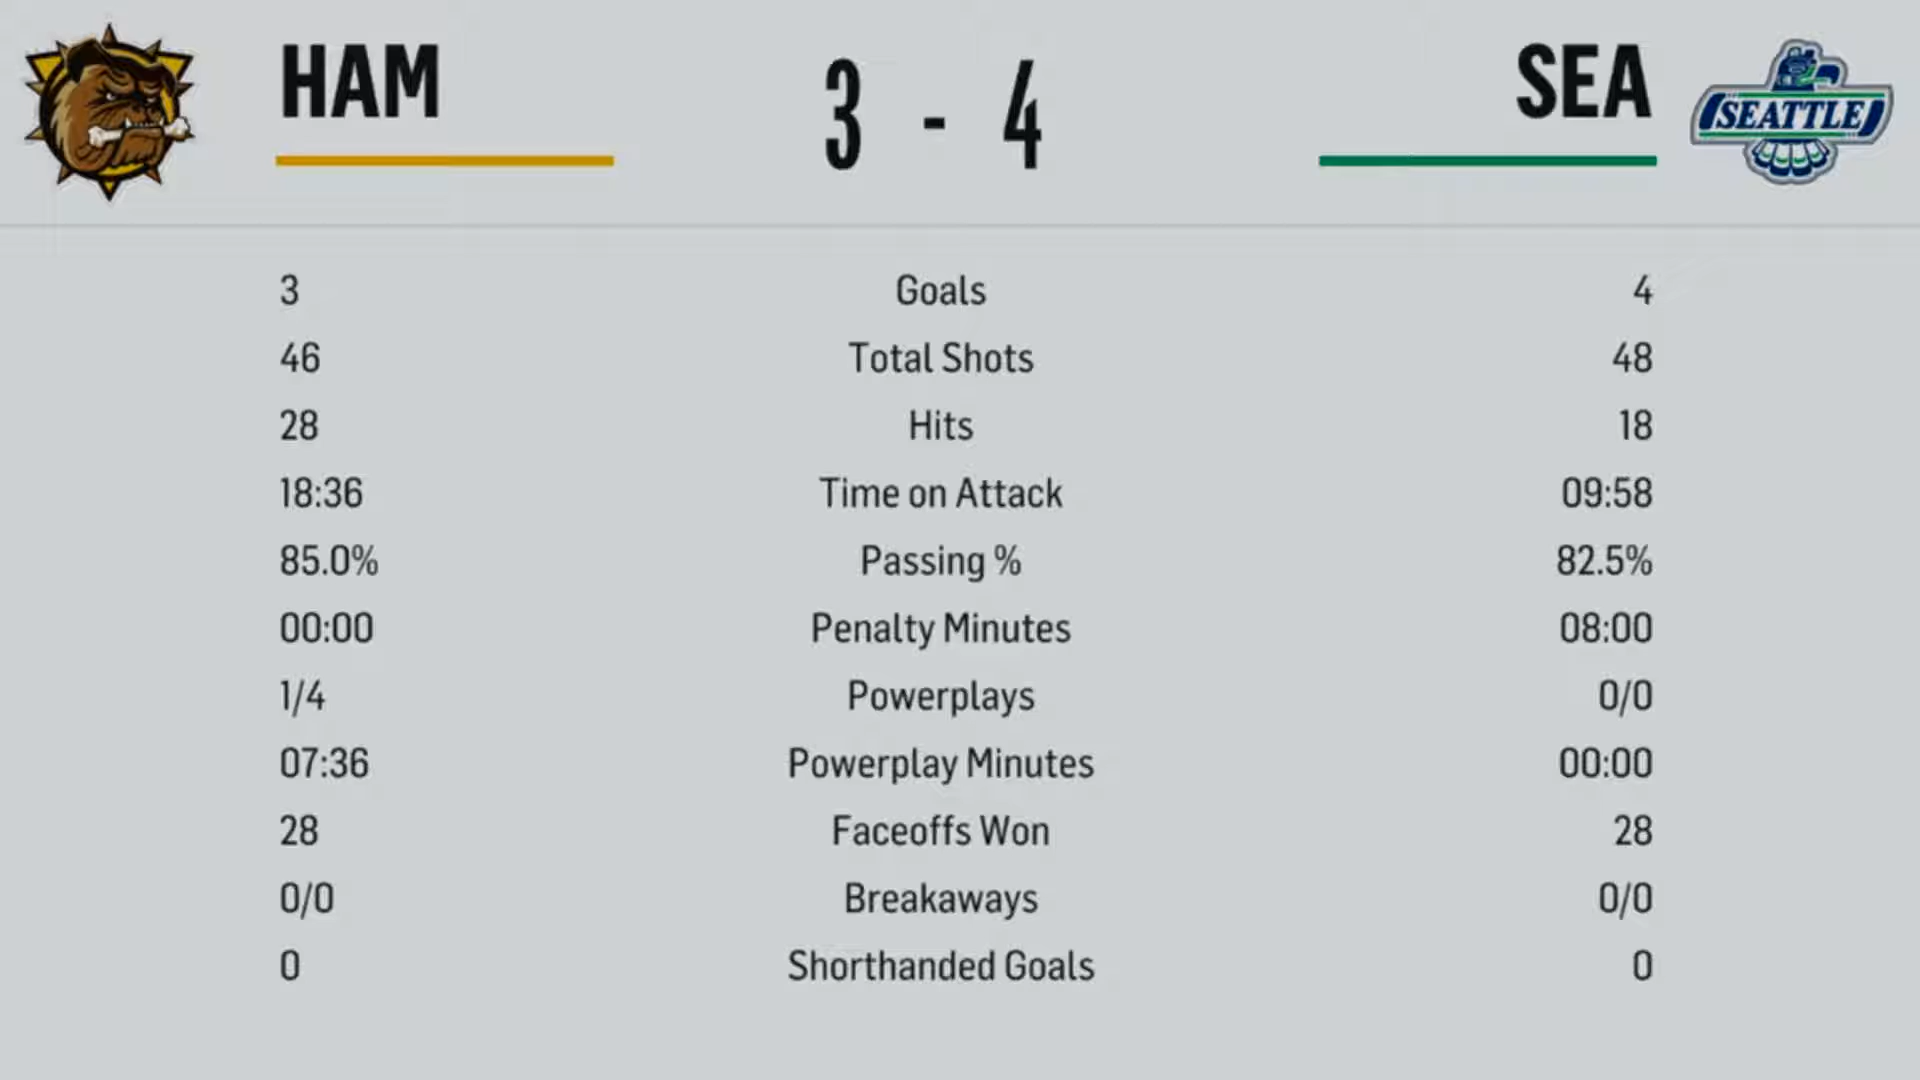 HAM 3 - 4 SEA
SEATTLE
3 Goals 4
46 Total Shots 48
28 Hits 18
18:36 Time on Attack 09:58
85.0% Passing % 82.5%
00:00 Penalty Minutes 08:00
1/4 Powerplays 0/0
07:36 Powerplay Minutes 00:00
28 Faceoffs Won 28
0/0 Breakaways 0/0
0 Shorthanded Goals 0